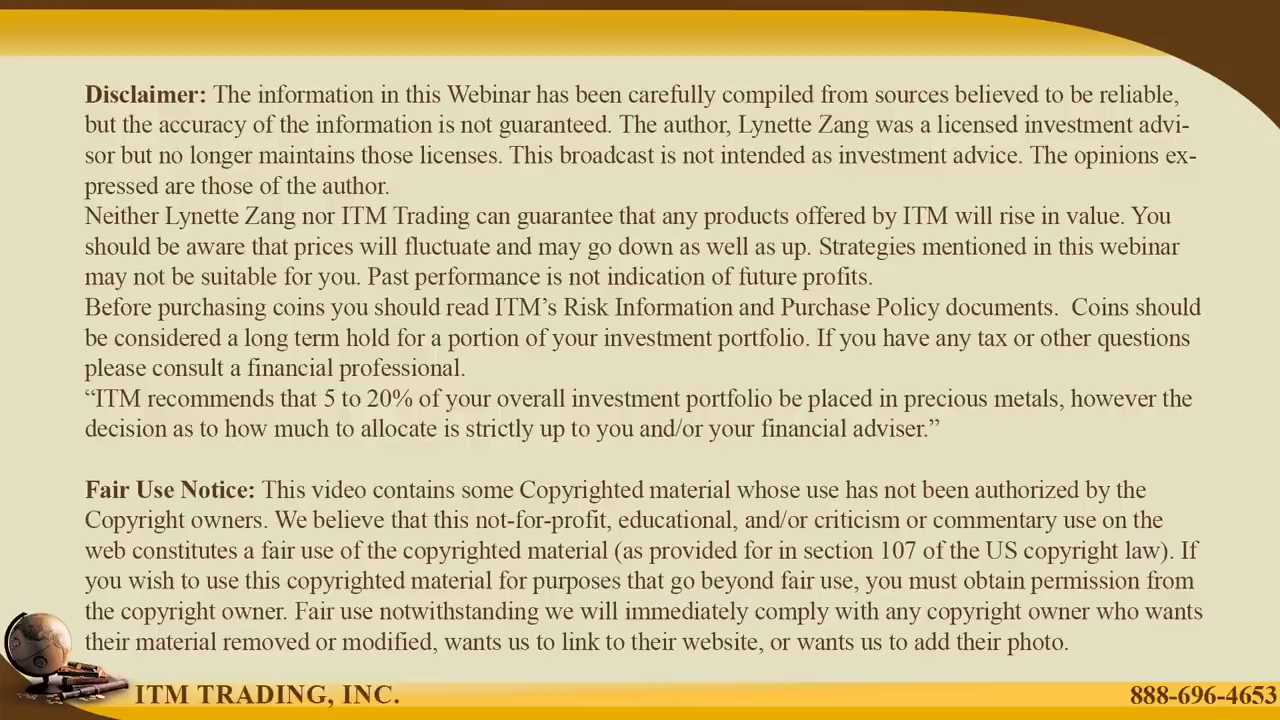 Disclaimer: The information in this Webinar has been carefully compiled from sources believed to be reliable,
but the accuracy of the information is not guaranteed. The author, Lynette Zang was a licensed investment advi-
sor but no longer maintains those licenses. This broadcast is not intended as investment advice. The opinions ex-
pressed are those of the author.
Neither Lynette Zang nor ITM Trading can guarantee that any products offered by ITM will rise in value. You
should be aware that prices will fluctuate and may go down as well as up. Strategies mentioned in this webinar
may not be suitable for you. Past performance is not indication of future profits.
Before purchasing coins you should read ITM’s Risk Information and Purchase Policy documents.  Coins should
be considered a long term hold for a portion of your investment portfolio. If you have any tax or other questions
please consult a financial professional.
“ITM recommends that 5 to 20% of your overall investment portfolio be placed in precious metals, however the
decision as to how much to allocate is strictly up to you and/or your financial adviser.”
Fair Use Notice: This video contains some Copyrighted material whose use has not been authorized by the
Copyright owners. We believe that this not-for-profit, educational, and/or criticism or commentary use on the
web constitutes a fair use of the copyrighted material (as provided for in section 107 of the US copyright law). If
you wish to use this copyrighted material for purposes that go beyond fair use, you must obtain permission from
the copyright owner. Fair use notwithstanding we will immediately comply with any copyright owner who wants
their material removed or modified, wants us to link to their website, or wants us to add their photo.
ITM TRADING, INC.
888-696-4653